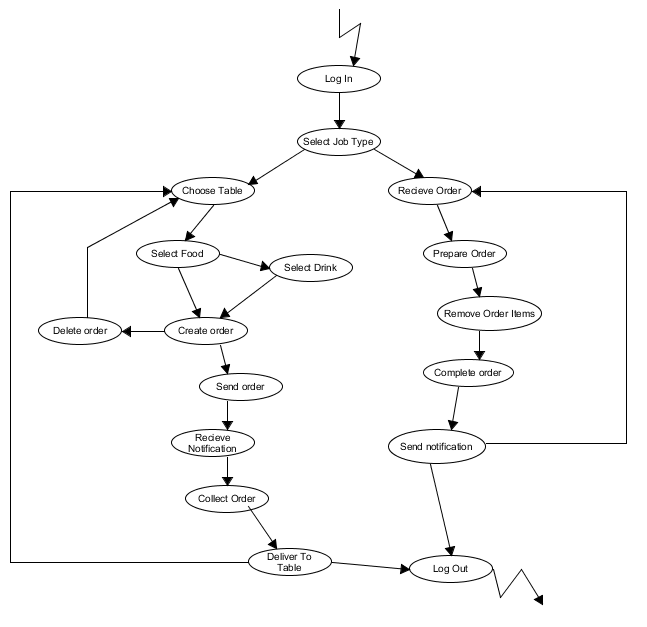 Log In
Select Job Type
Choose Table
Recieve Order
Select Food
Prepare Order
Select Drink
Remove Order Items
Delete order
Create order
Complete order
Send order
Recieve
Notification
Send notification
Collect Order
Deliver To
Table
Log Out